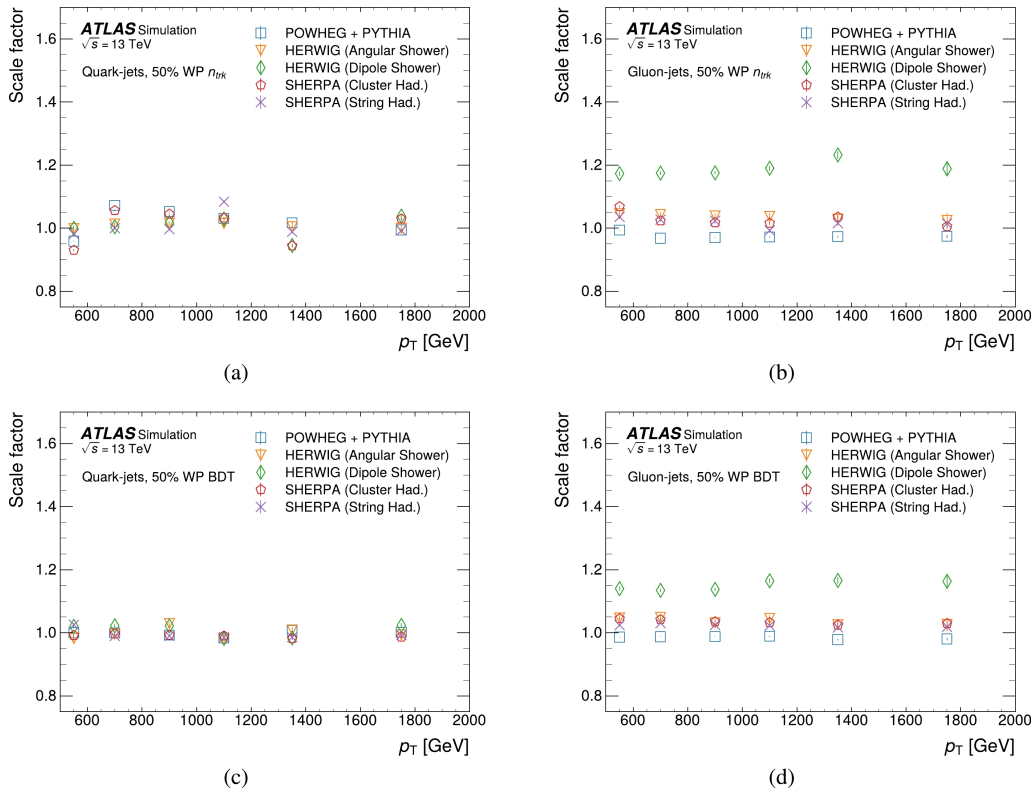 Scale factor
1.6
1.4
1.2
1.0
0.8
ATLAS Simulation
√s = 13 TeV
Quark-jets, 50% WP n_trk
POWHEG + PYTHIA
HERWIG (Angular Shower)
HERWIG (Dipole Shower)
SHERPA (Cluster Had.)
SHERPA (String Had.)
600 800 1000 1200 1400 1600 1800 2000
p_T [GeV]
(a)
Scale factor
1.6
1.4
1.2
1.0
0.8
ATLAS Simulation
√s = 13 TeV
Gluon-jets, 50% WP n_trk
POWHEG + PYTHIA
HERWIG (Angular Shower)
HERWIG (Dipole Shower)
SHERPA (Cluster Had.)
SHERPA (String Had.)
600 800 1000 1200 1400 1600 1800 2000
p_T [GeV]
(b)
Scale factor
1.6
1.4
1.2
1.0
0.8
ATLAS Simulation
√s = 13 TeV
Quark-jets, 50% WP BDT
POWHEG + PYTHIA
HERWIG (Angular Shower)
HERWIG (Dipole Shower)
SHERPA (Cluster Had.)
SHERPA (String Had.)
600 800 1000 1200 1400 1600 1800 2000
p_T [GeV]
(c)
Scale factor
1.6
1.4
1.2
1.0
0.8
ATLAS Simulation
√s = 13 TeV
Gluon-jets, 50% WP BDT
POWHEG + PYTHIA
HERWIG (Angular Shower)
HERWIG (Dipole Shower)
SHERPA (Cluster Had.)
SHERPA (String Had.)
600 800 1000 1200 1400 1600 1800 2000
p_T [GeV]
(d)